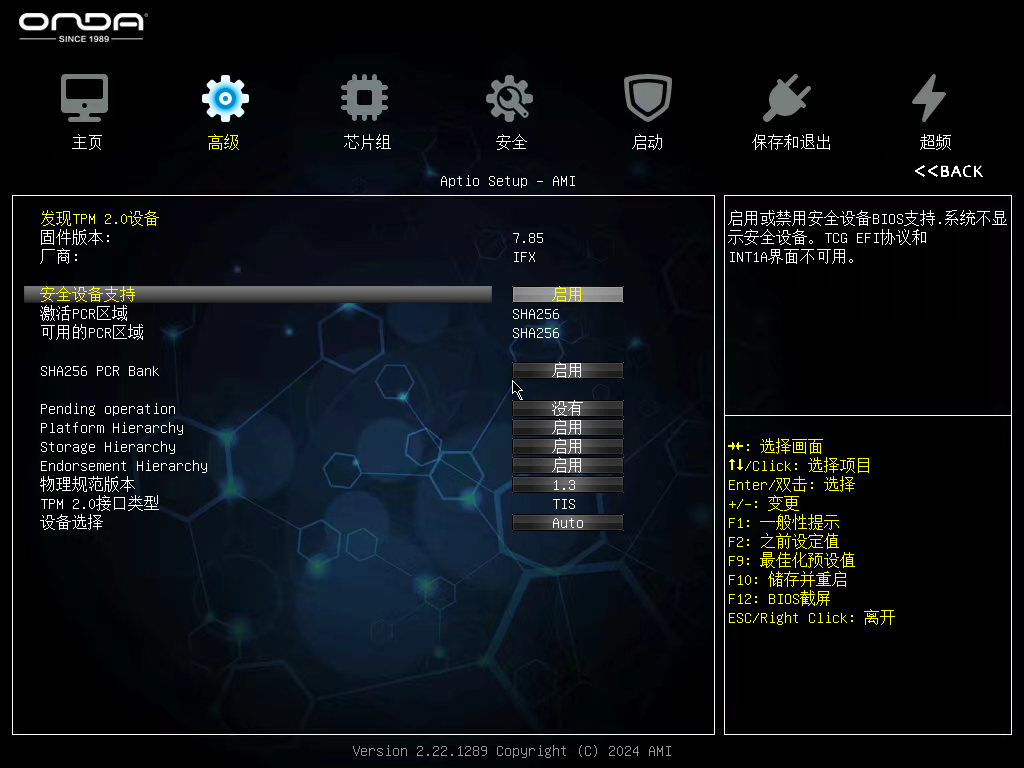 ONDA
SINCE 1989
主页 高级 芯片组 安全 启动 保存和退出 超频
<<BACK
Aptio Setup - AMI
发现TPM 2.0设备
固件版本: 7.85
厂商: IFX
安全设备支持 启用
激活PCR区域 SHA256
可用的PCR区域 SHA256
SHA256 PCR Bank 启用
Pending operation 没有
Platform Hierarchy 启用
Storage Hierarchy 启用
Endorsement Hierarchy 启用
物理规范版本 1.3
TPM 2.0接口类型 TIS
设备选择 Auto
启用或禁用安全设备BIOS支持.系统不显
示安全设备。TCG EFI协议和
INT1A界面不可用。
→←: 选择画面
↑↓/Click: 选择项目
Enter/双击: 选择
+/-: 变更
F1: 一般性提示
F2: 之前设定值
F9: 最佳化预设值
F10: 储存并重启
F12: BIOS截屏
ESC/Right Click: 离开
Version 2.22.1289 Copyright (C) 2024 AMI